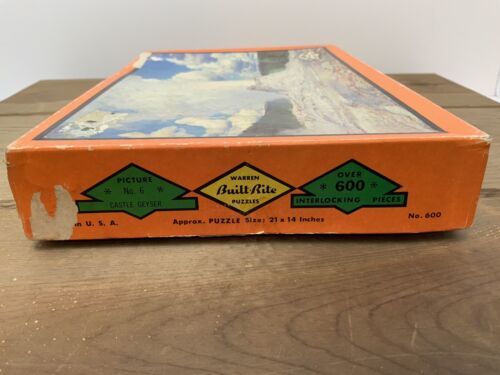 PICTURE
* No. 6 *
CASTLE GEYSER
WARREN
Built-Rite
PUZZLES
OVER
* 600 *
INTERLOCKING PIECES
in U. S. A.
Approx. PUZZLE Size: 21 x 14 Inches
No. 600